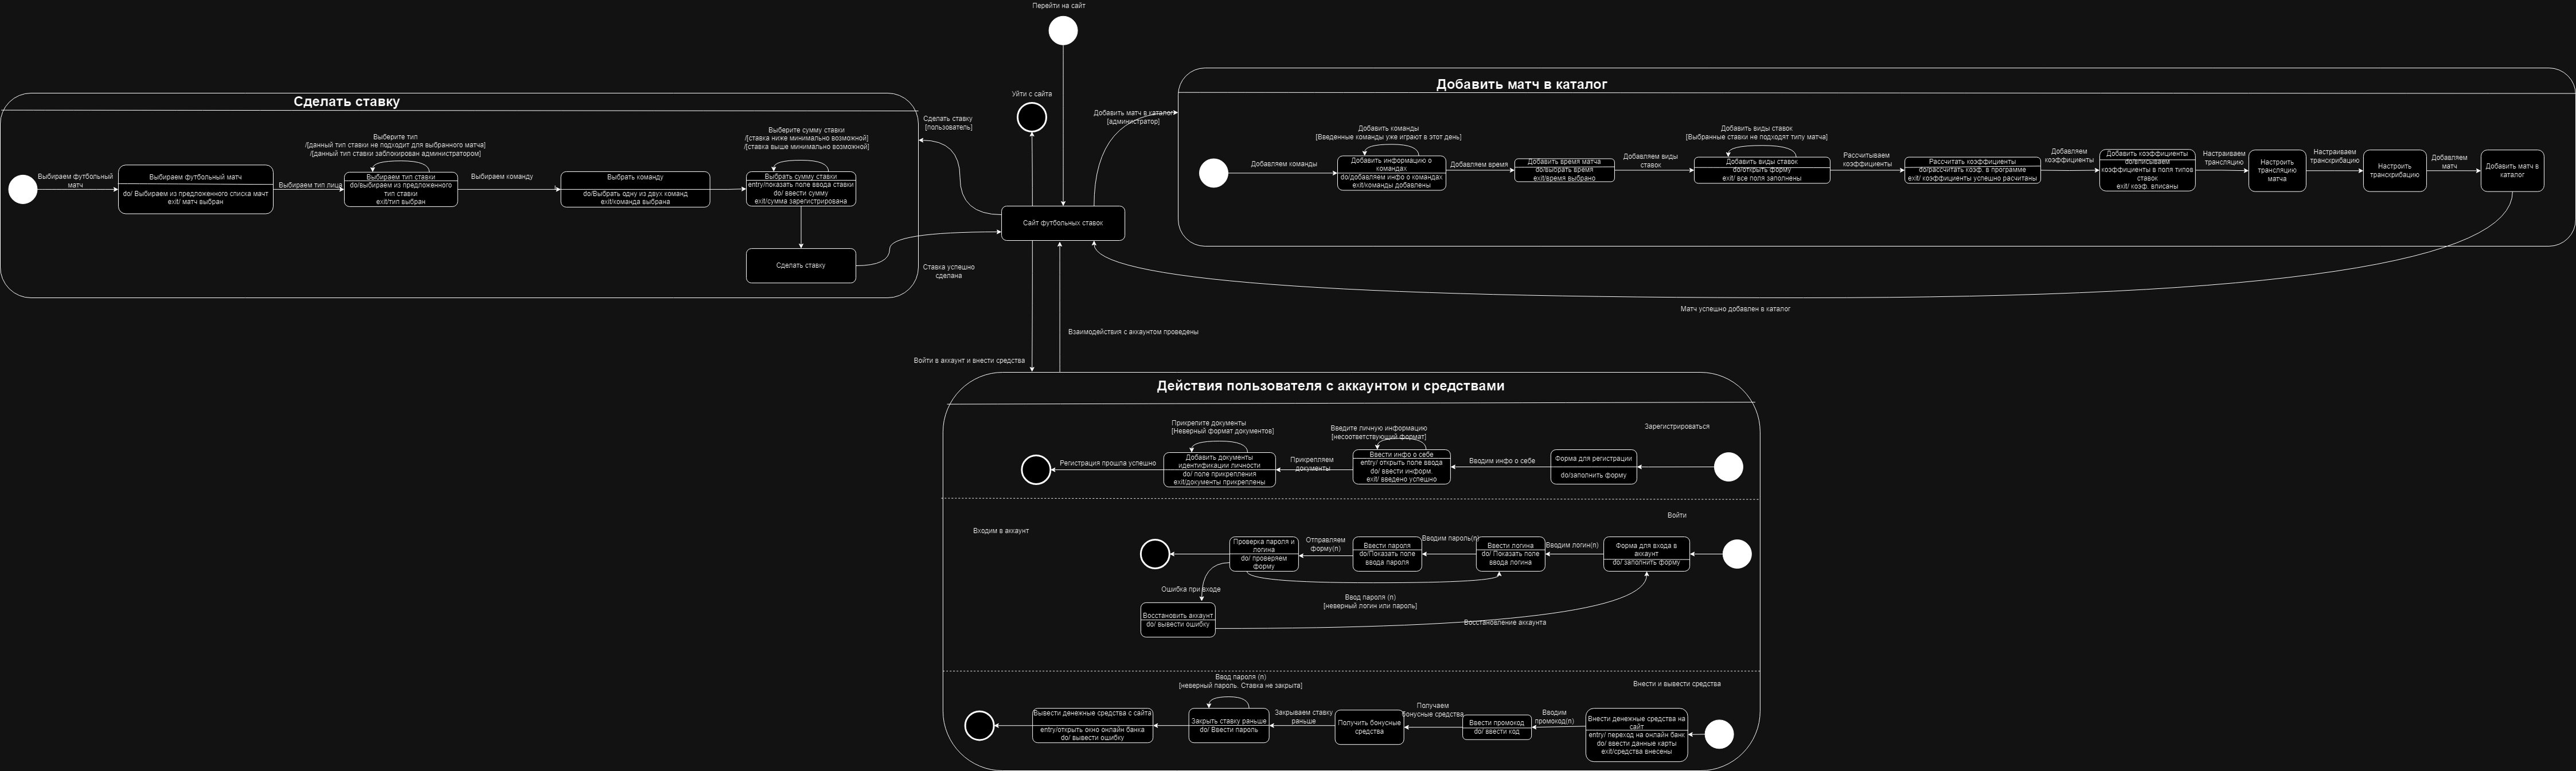 Перейти на сайт
Уйти с сайта
Сделать ставку
[пользователь]
Добавить матч в каталог
[администратор]
Сайт футбольных ставок
Ставка успешно
сделана
Взаимодействия с аккаунтом проведены
Войти в аккаунт и внести средства
Матч успешно добавлен в каталог
Сделать ставку
Выбираем футбольный
матч
Выбираем футбольный матч
do/ Выбираем из предложенного списка мачт
exit/ матч выбран
Выбираем тип лица
Выберите тип
/[данный тип ставки не подходит для выбранного матча]
/[данный тип ставки заблокирован администратором]
Выбираем тип ставки
do/выбираем из предложенного
тип ставки
exit/тип выбран
Выбираем команду
Выбрать команду
do/Выбрать одну из двух команд
exit/команда выбрана
Выберите сумму ставки
/[ставка ниже минимально возможной]
/[ставка выше минимально возможной]
Выбрать сумму ставки
entry/показать поле ввода ставки
do/ ввести сумму
exit/сумма зарегистрирована
Сделать ставку
Добавить матч в каталог
Добавляем команды
Добавить команды
[Введенные команды уже играют в этот день]
Добавить информацию о
командах
do/добавляем инфо о командах
exit/команды добавлены
Добавляем время
Добавить время матча
do/выбрать время
exit/время выбрано
Добавляем виды
ставок
Добавить виды ставок
[Выбранные ставки не подходят типу матча]
Добавить виды ставок
do/открыть форму
exit/ все поля заполнены
Рассчитываем
коэффициенты
Рассчитать коэффициенты
do/рассчитать коэф. в программе
exit/ коэффициенты успешно расчитаны
Добавляем
коэффициенты
Добавить коэффициенты
do/вписываем
коэффициенты в поля типов
ставок
exit/ коэф. вписаны
Настраиваем
трансляцию
Настроить
трансляцию
матча
Настраиваем
транскрибацию
Настроить
транскрибацию
Добавляем
матч
Добавить матч в
каталог
Действия пользователя с аккаунтом и средствами
Зарегистрироваться
Форма для регистрации
do/заполнить форму
Вводим инфо о себе
Введите личную информацию
[несоответствующий формат]
Ввести инфо о себе
entry/ открыть поле ввода
do/ ввести информ.
exit/ введено успешно
Прикрепляем
документы
Прикрепите документы
[Неверный формат документов]
Добавить документы
идентификации личности
do/ поле прикрепления
exit/документы прикреплены
Регистрация прошла успешно
Войти
Входим в аккаунт
Форма для входа в
аккаунт
do/ заполнить форму
Вводим логин(n)
Ввести логина
do/ Показать поле
ввода логина
Вводим пароль(n)
Ввести пароля
do/Показать поле
ввода пароля
Отправляем
форму(n)
Проверка пароля и
логина
do/ проверяем
форму
Ошибка при входе
Ввод пароля (n)
[неверный логин или пароль]
Восстановить аккаунт
do/ вывести ошибку
Восстановление аккаунта
Внести и вывести средства
Внести денежные средства на
сайт
entry/ переход на онлайн банк
do/ ввести данные карты
exit/средства внесены
Вводим
промокод(n)
Ввести промокод
do/ ввести код
Получаем
бонусные средства
Получить бонусные
средства
Закрываем ставку
раньше
Ввод пароля (n)
[неверный пароль. Ставка не закрыта]
Закрыть ставку раньше
do/ Ввести пароль
Вывести денежные средства с сайта
entry/открыть окно онлайн банка
do/ вывести ошибку